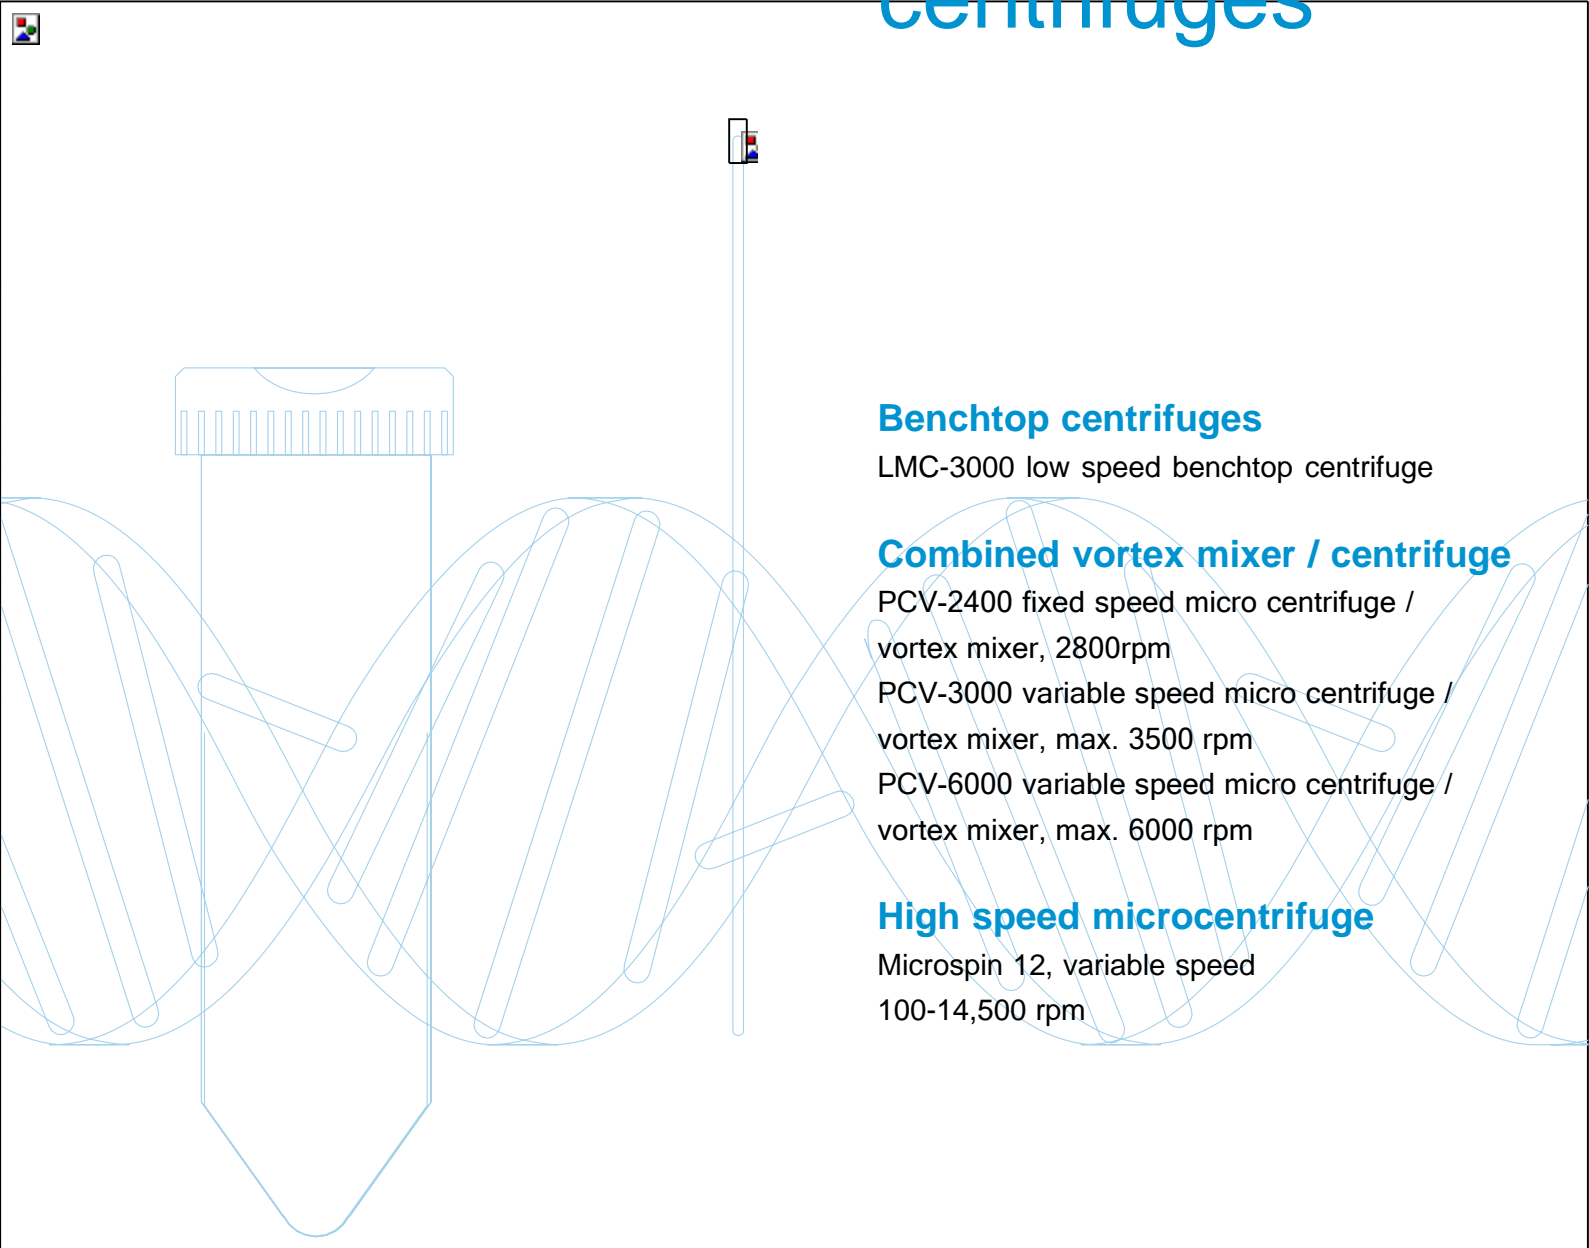 centrifuges
Benchtop centrifuges
LMC-3000 low speed benchtop centrifuge
Combined vortex mixer / centrifuge
PCV-2400 fixed speed micro centrifuge /
vortex mixer, 2800rpm
PCV-3000 variable speed micro centrifuge /
vortex mixer, max. 3500 rpm
PCV-6000 variable speed micro centrifuge /
vortex mixer, max. 6000 rpm
High speed microcentrifuge
Microspin 12, variable speed
100-14,500 rpm